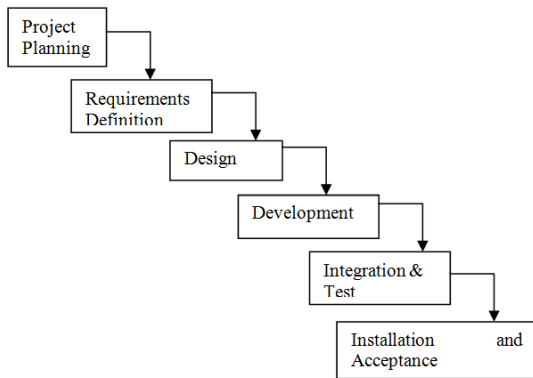 Project
Planning
Requirements
Definition
Design
Development
Integration &
Test
Installation and
Acceptance